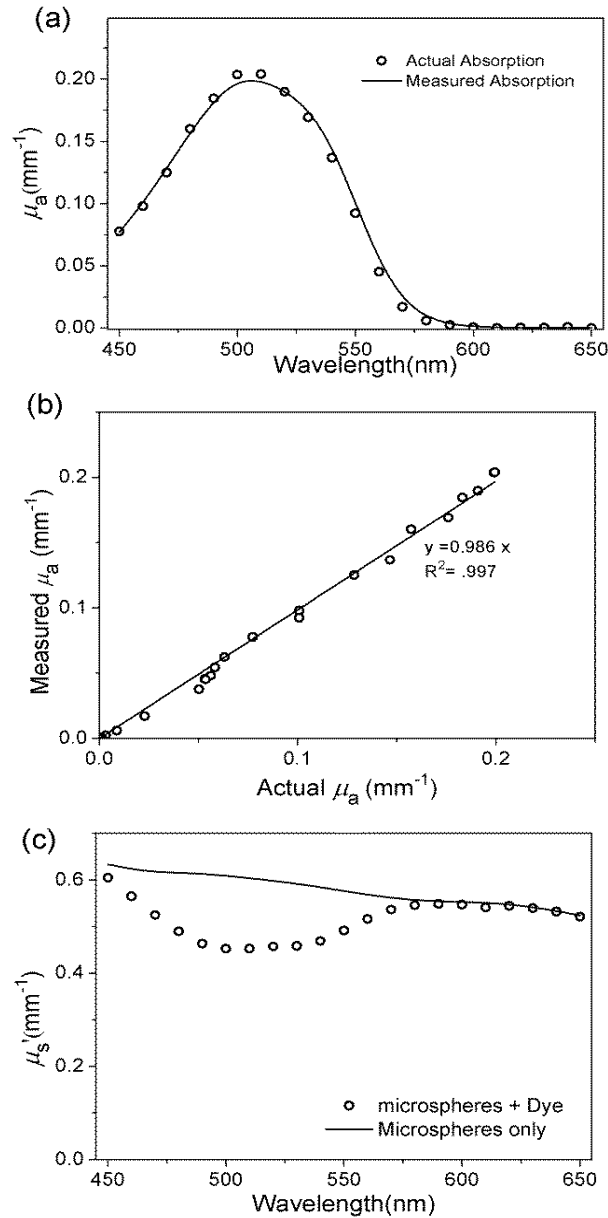 (a)
Actual Absorption
Measured Absorption
0.20
0.15
0.10
0.05
0.00
μa(mm-1)
450 500 550 600 650
Wavelength(nm)
(b)
0.2
0.1
0.0
Measured μa (mm-1)
y =0.986 x
R2= .997
0.0 0.1 0.2
Actual μa (mm-1)
(c)
0.6
0.4
0.2
0.0
μs'(mm-1)
microspheres + Dye
Microspheres only
450 500 550 600 650
Wavelength(nm)